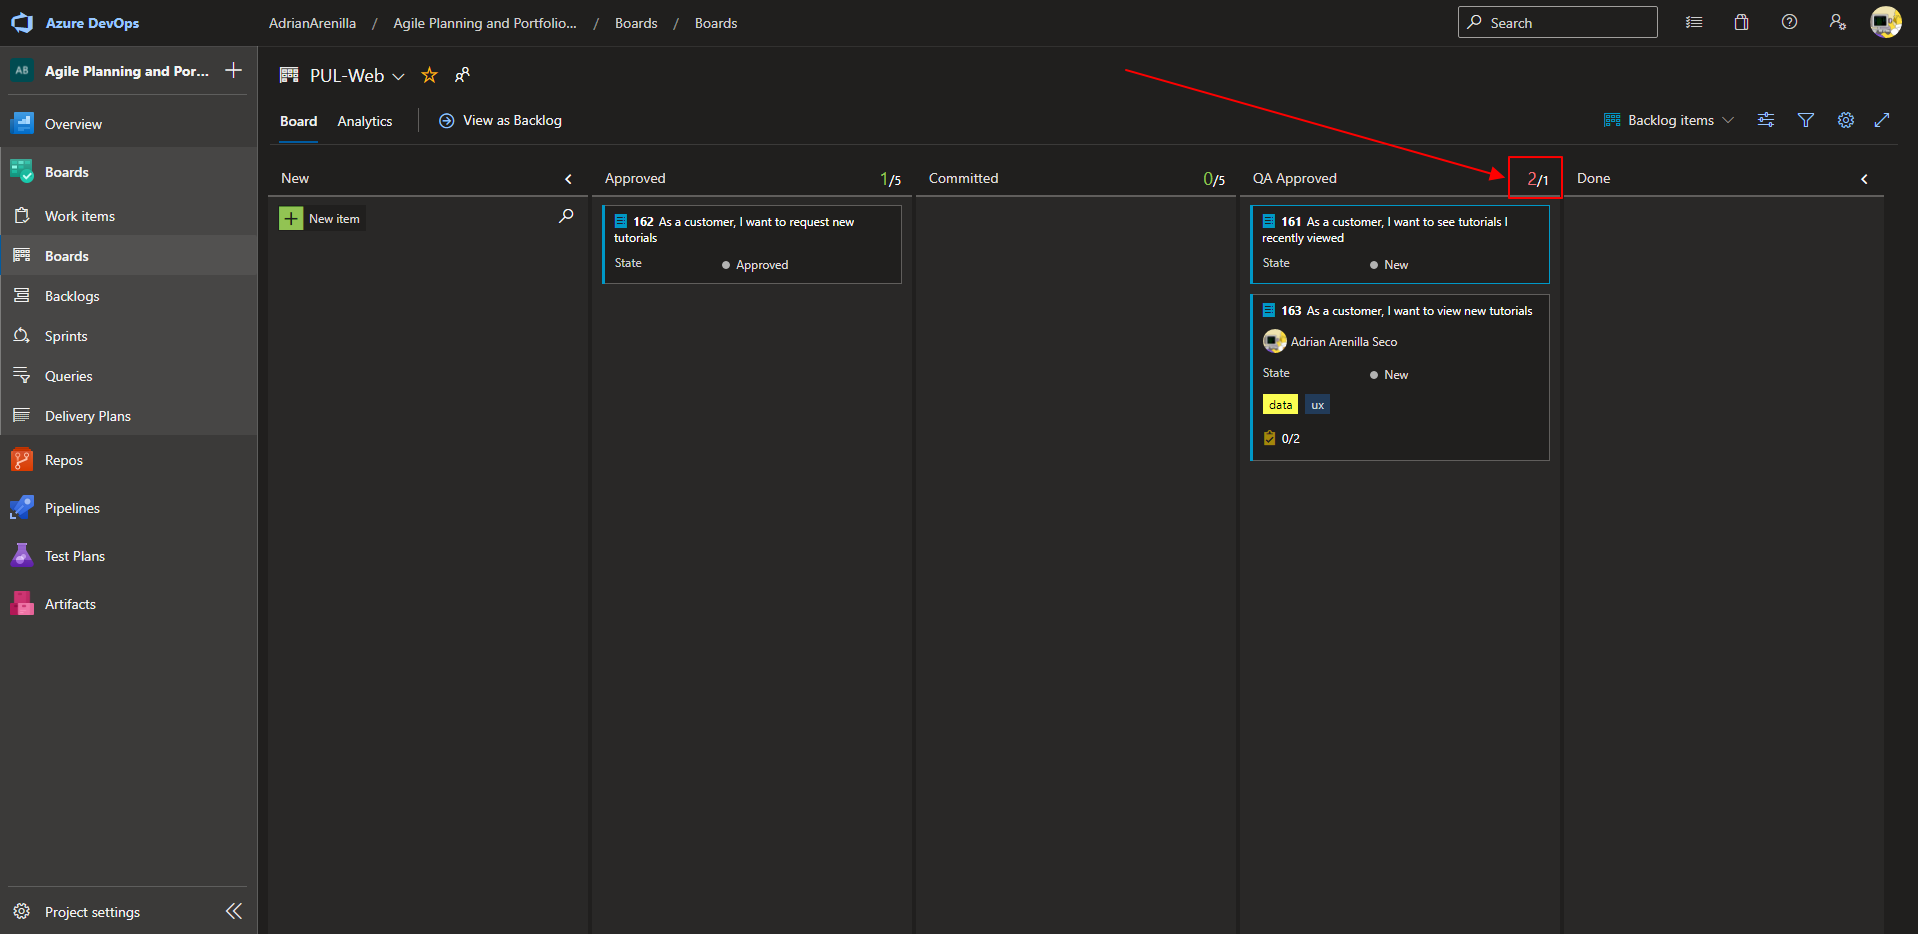 Azure DevOps
AdrianArenilla / Agile Planning and Portfolio... / Boards / Boards
Search
AB Agile Planning and Por...
Overview
Boards
Work items
Boards
Backlogs
Sprints
Queries
Delivery Plans
Repos
Pipelines
Test Plans
Artifacts
Project settings
PUL-Web
Board Analytics View as Backlog
Backlog items
New
New item
Approved 1/5
162 As a customer, I want to request new
tutorials
State Approved
Committed 0/5
QA Approved 2/1
161 As a customer, I want to see tutorials I
recently viewed
State New
163 As a customer, I want to view new tutorials
Adrian Arenilla Seco
State New
data ux
0/2
Done